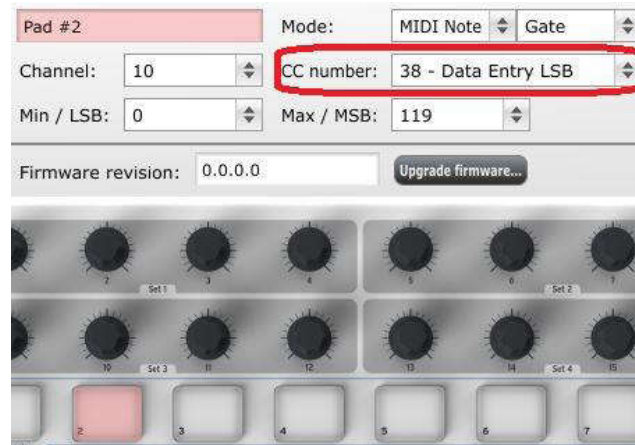 Pad #2 Mode: MIDI Note Gate
Channel: 10 CC number: 38 - Data Entry LSB
Min / LSB: 0 Max / MSB: 119
Firmware revision: 0.0.0.0 Upgrade firmware...
2 3 4 5 6 7
Set 1 Set 2
10 11 12 13 14 15
Set 3 Set 4
2 3 4 5 6 7